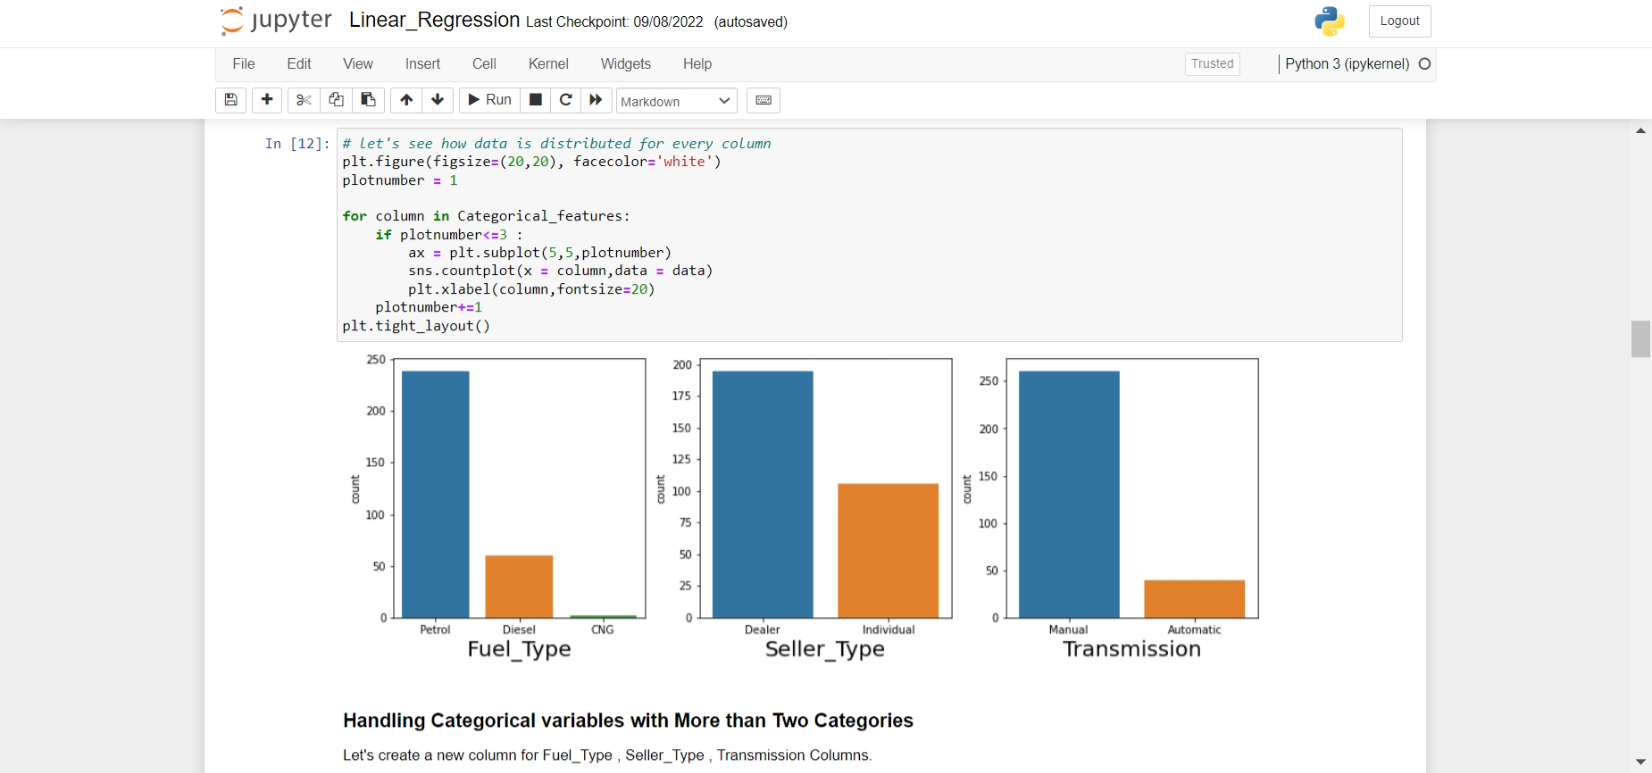 jupyter Linear_Regression Last Checkpoint: 09/08/2022 (autosaved)
Logout
File Edit View Insert Cell Kernel Widgets Help
Trusted
Python 3 (ipykernel)
Run
Markdown
In [12]:
# let's see how data is distributed for every column
plt.figure(figsize=(20,20), facecolor='white')
plotnumber = 1
for column in Categorical_features:
    if plotnumber<=3 :
        ax = plt.subplot(5,5,plotnumber)
        sns.countplot(x = column,data = data)
        plt.xlabel(column,fontsize=20)
    plotnumber+=1
plt.tight_layout()
250
200
150
100
50
0
count
Petrol Diesel CNG
Fuel_Type
200
175
150
125
100
75
50
25
0
count
Dealer Individual
Seller_Type
250
200
150
100
50
0
count
Manual Automatic
Transmission
Handling Categorical variables with More than Two Categories
Let's create a new column for Fuel_Type , Seller_Type , Transmission Columns.